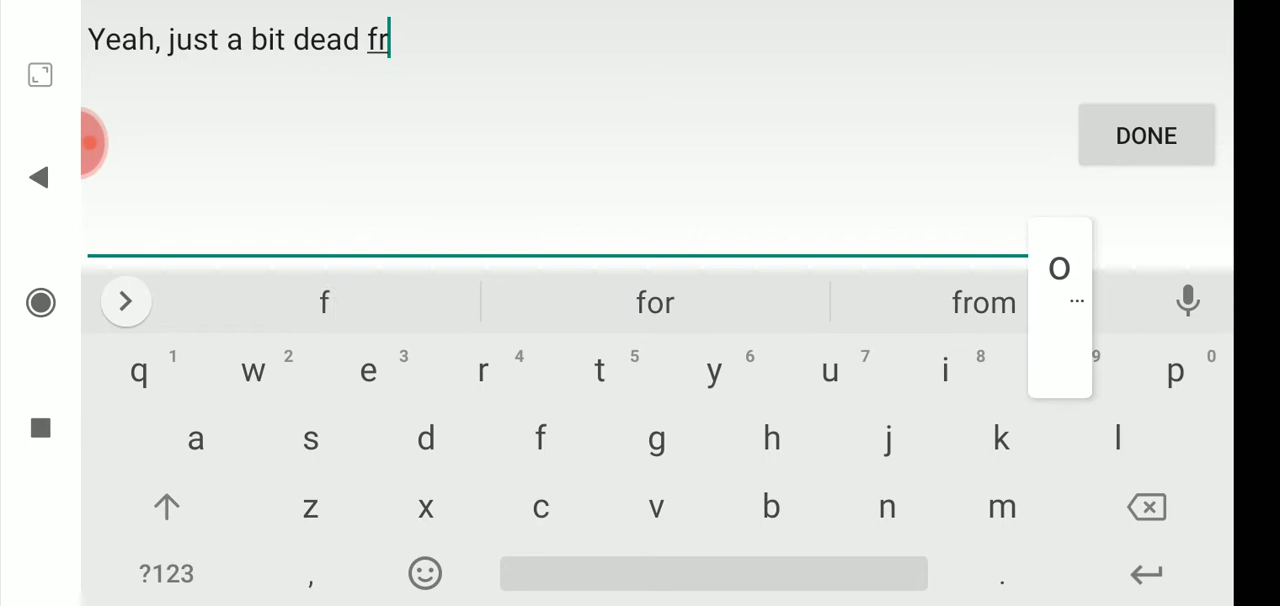 Yeah, just a bit dead fr
DONE
o
...
f for from
q 1 w 2 e 3 r 4 t 5 y 6 u 7 i 8 9 p 0
a s d f g h j k l
z x c v b n m
?123 , .